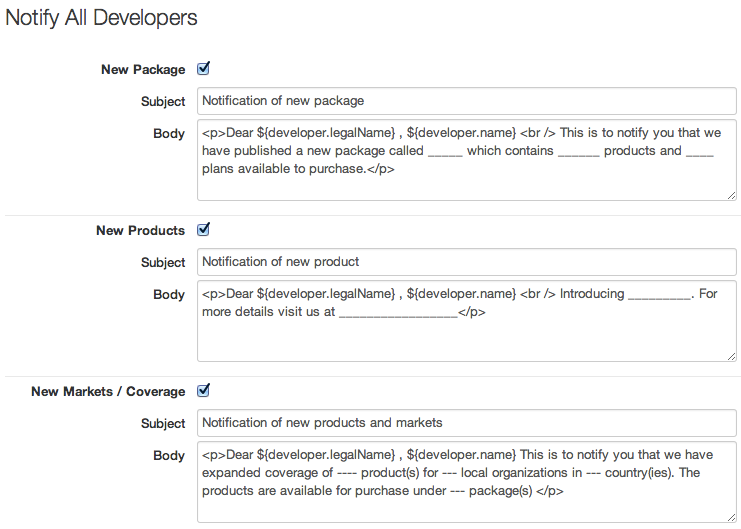 Notify All Developers
New Package
Subject Notification of new package
Body <p>Dear ${developer.legalName} , ${developer.name} <br /> This is to notify you that we
have published a new package called _____ which contains ______ products and ____
plans available to purchase.</p>
New Products
Subject Notification of new product
Body <p>Dear ${developer.legalName} , ${developer.name} <br /> Introducing _________. For
more details visit us at _________________</p>
New Markets / Coverage
Subject Notification of new products and markets
Body <p>Dear ${developer.legalName} , ${developer.name} This is to notify you that we have
expanded coverage of ---- product(s) for --- local organizations in --- country(ies). The
products are available for purchase under --- package(s) </p>